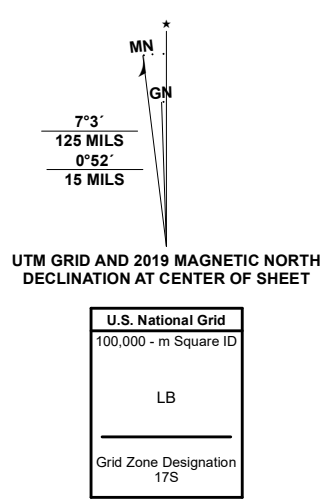 MN
GN
7°3´
125 MILS
0°52´
15 MILS
UTM GRID AND 2019 MAGNETIC NORTH
DECLINATION AT CENTER OF SHEET
U.S. National Grid
100,000 - m Square ID
LB
Grid Zone Designation
17S